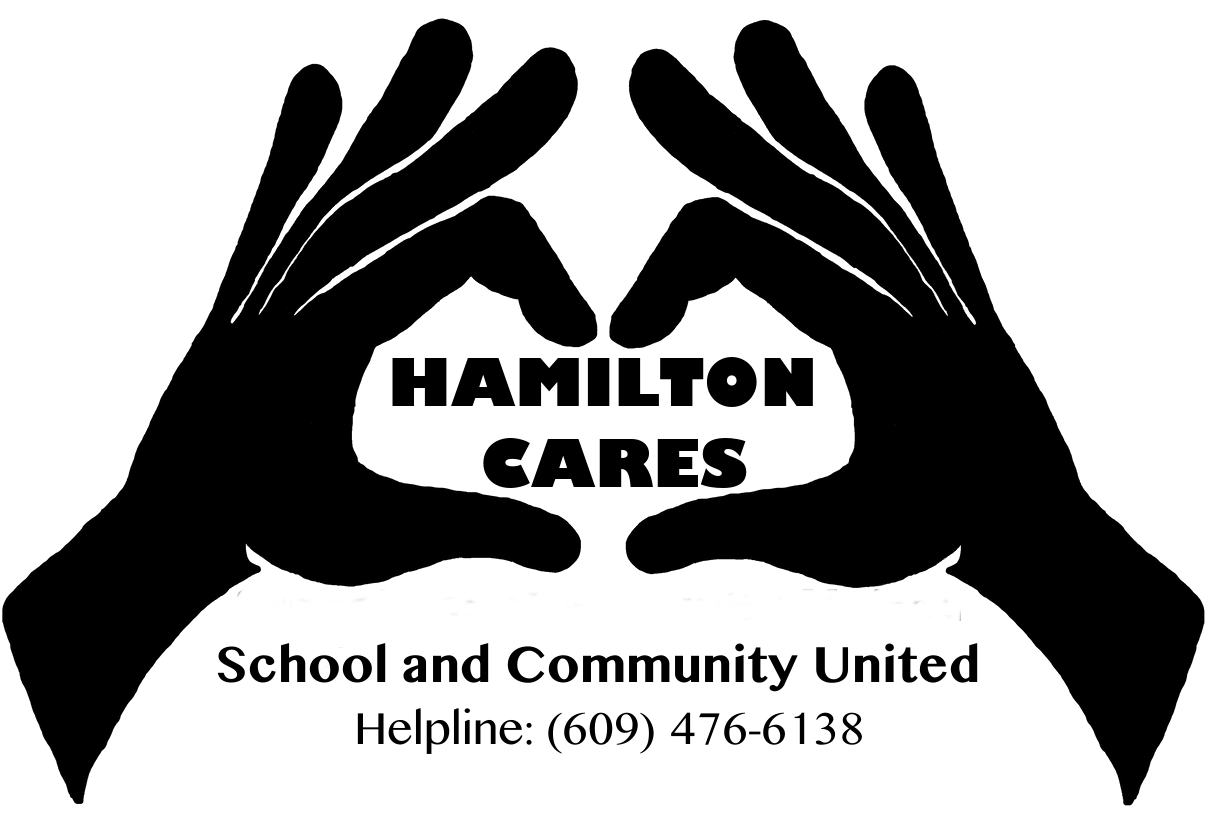 HAMILTON
CARES
School and Community United
Helpline: (609) 476-6138